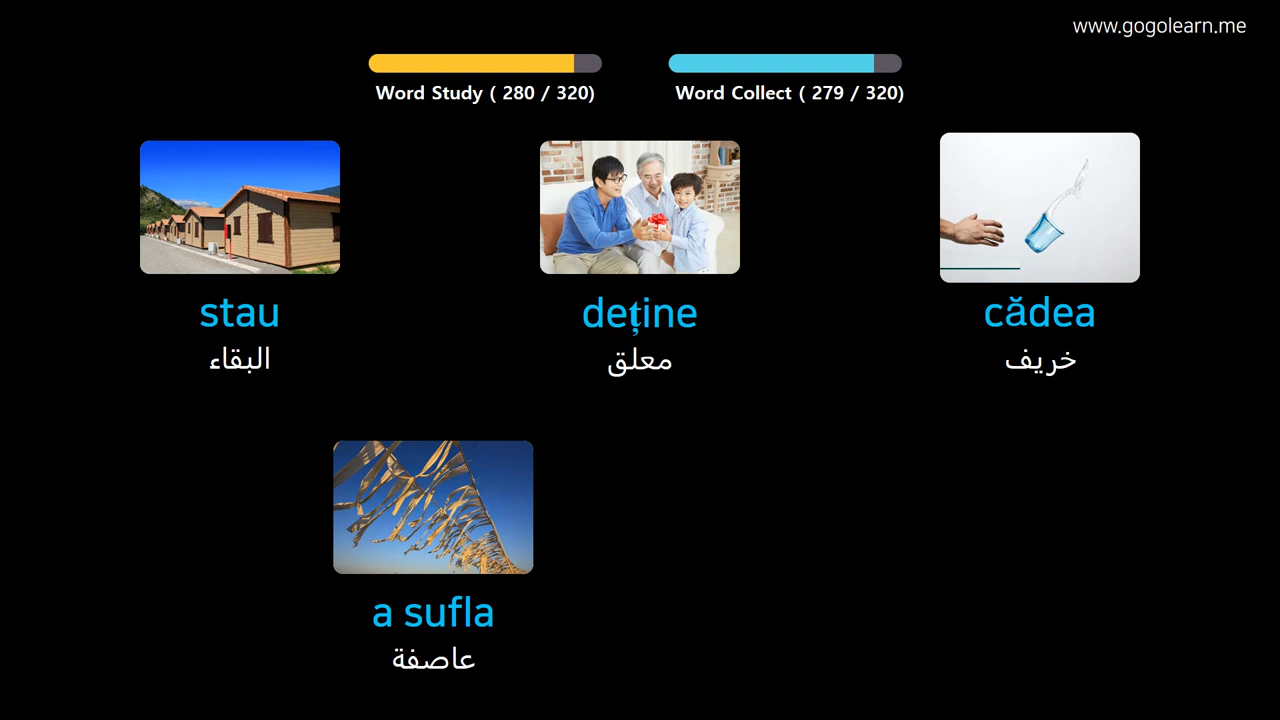 www.gogolearn.me
Word Study ( 280 / 320)
Word Collect ( 279 / 320)
stau
البقاء
deține
معلق
cădea
خريف
a sufla
عاصفة